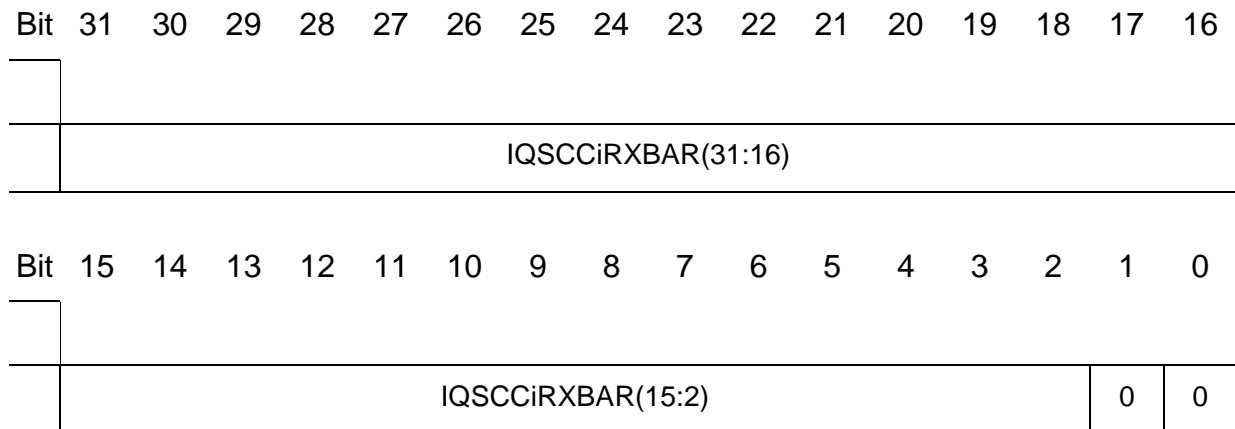 Bit 31 30 29 28 27 26 25 24 23 22 21 20 19 18 17 16
IQSCCiRXBAR(31:16)
Bit 15 14 13 12 11 10 9 8 7 6 5 4 3 2 1 0
IQSCCiRXBAR(15:2) 0 0